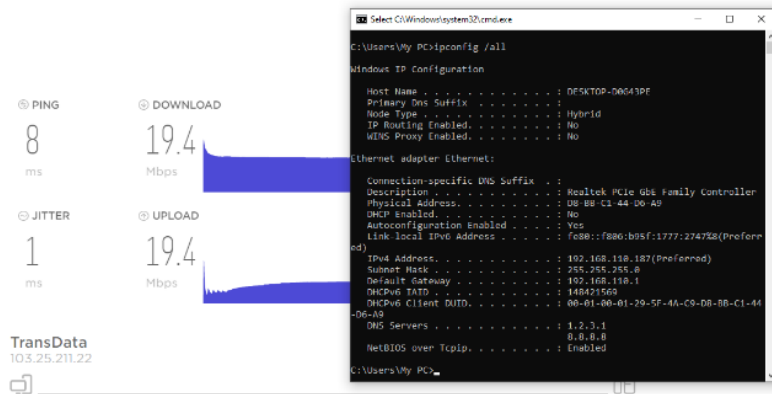 PING
8
ms
DOWNLOAD
19.4
Mbps
JITTER
1
ms
UPLOAD
19.4
Mbps
TransData
103.25.211.22
Select C:\Windows\system32\cmd.exe
C:\Users\My PC>ipconfig /all
Windows IP Configuration
Host Name . . . . . . . . . . . . : DESKTOP-D0G43PE
Primary Dns Suffix . . . . . . . :
Node Type . . . . . . . . . . . . : Hybrid
IP Routing Enabled. . . . . . . . : No
WINS Proxy Enabled. . . . . . . . : No
Ethernet adapter Ethernet:
Connection-specific DNS Suffix . :
Description . . . . . . . . . . . : Realtek PCIe GbE Family Controller
Physical Address. . . . . . . . . : D8-BB-C1-44-D6-A9
DHCP Enabled. . . . . . . . . . . : No
Autoconfiguration Enabled . . . . : Yes
Link-local IPv6 Address . . . . . : fe80::f806:b95f:1777:2747%8(Preferr
ed)
IPv4 Address. . . . . . . . . . . : 192.168.110.187(Preferred)
Subnet Mask . . . . . . . . . . . : 255.255.255.0
Default Gateway . . . . . . . . . : 192.168.110.1
DHCPv6 IAID . . . . . . . . . . . : 148421569
DHCPv6 Client DUID. . . . . . . . : 00-01-00-01-29-5F-4A-C9-D8-BB-C1-44
-D6-A9
DNS Servers . . . . . . . . . . . : 1.2.3.1
8.8.8.8
NetBIOS over Tcpip. . . . . . . . : Enabled
C:\Users\My PC>